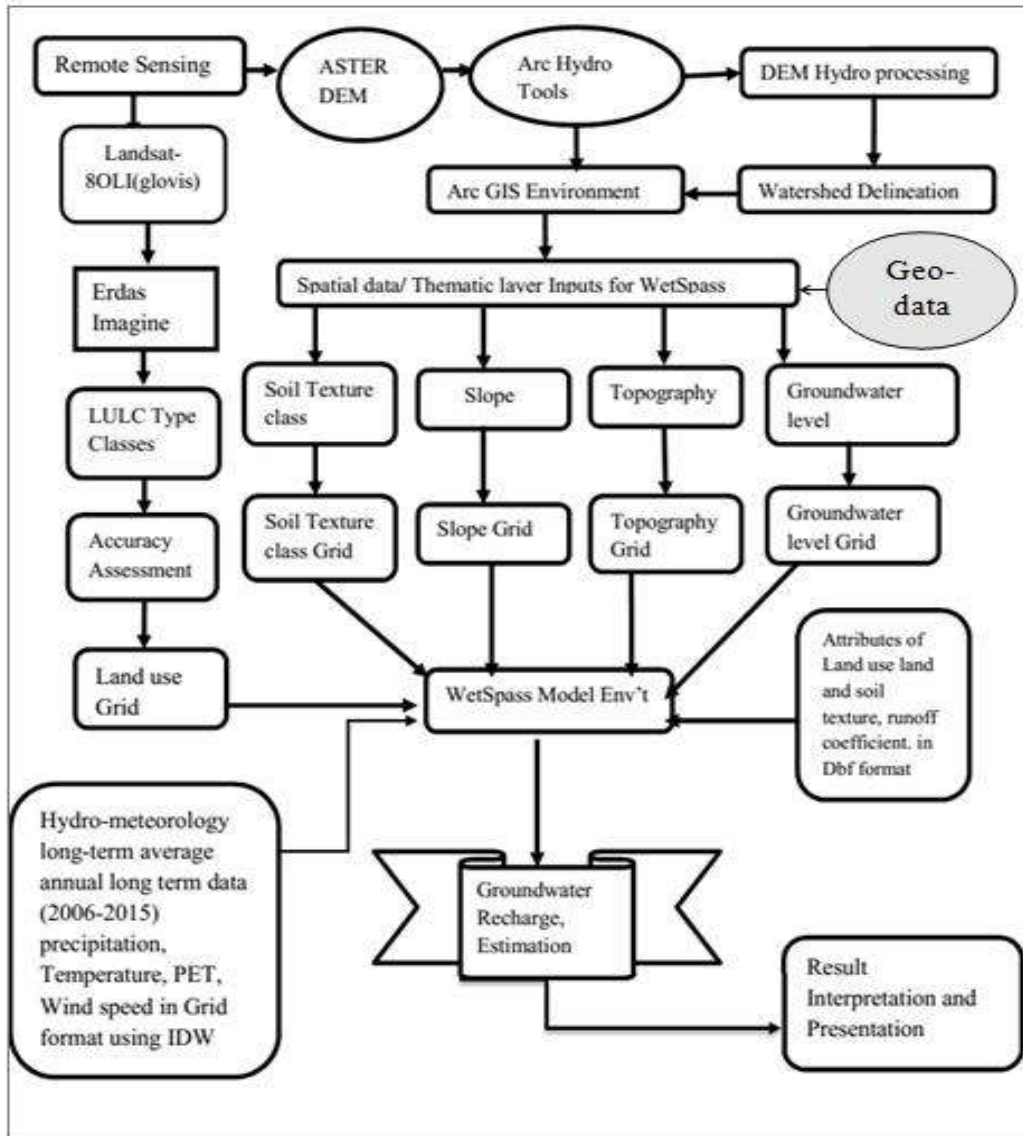 Remote Sensing
ASTER
DEM
Arc Hydro
Tools
DEM Hydro processing
Landsat-
8OLI(glovis)
Arc GIS Environment
Watershed Delineation
Geo-
data
Spatial data/ Thematic layer Inputs for WetSpass
Erdas
Imagine
LULC Type
Classes
Soil Texture
class
Slope
Topography
Groundwater
level
Accuracy
Assessment
Soil Texture
class Grid
Slope Grid
Topography
Grid
Groundwater
level Grid
Land use
Grid
WetSpass Model Env't
Attributes of
Land use land
and soil
texture, runoff
coefficient. in
Dbf format
Hydro-meteorology
long-term average
annual long term data
(2006-2015)
precipitation,
Temperature, PET,
Wind speed in Grid
format using IDW
Groundwater
Recharge,
Estimation
Result
Interpretation and
Presentation